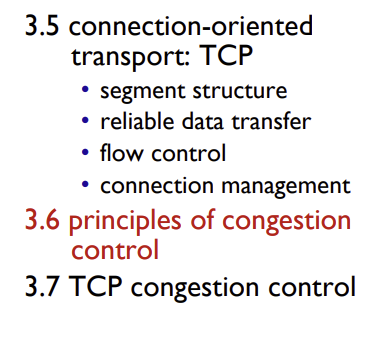 3.5 connection-oriented
transport: TCP
• segment structure
• reliable data transfer
• flow control
• connection management
3.6 principles of congestion
control
3.7 TCP congestion control